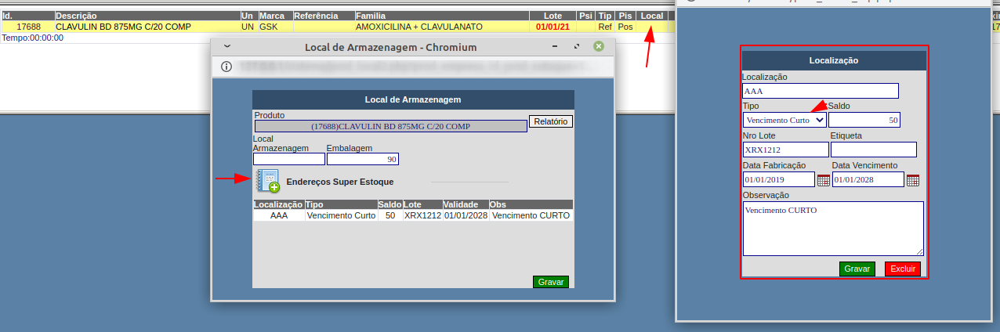 Id. Descrição Un Marca Referência Familia Lote Psi Tip Pis Local
17688 CLAVULIN BD 875MG C/20 COMP UN GSK AMOXICILINA + CLAVULANATO 01/01/21 Ref Pos
Tempo:00:00:00
Local de Armazenagem - Chromium
Local de Armazenagem
Produto
(17688)CLAVULIN BD 875MG C/20 COMP Relatório
Local
Armazenagem Embalagem
90
Endereços Super Estoque
Localização Tipo Saldo Lote Validade Obs
AAA Vencimento Curto 50 XRX1212 01/01/2028 Vencimento CURTO
Gravar
Localização
Localização
AAA
Tipo Saldo
Vencimento Curto 50
Nro Lote Etiqueta
XRX1212
Data Fabricação Data Vencimento
01/01/2019 01/01/2028
Observação
Vencimento CURTO
Gravar Excluir